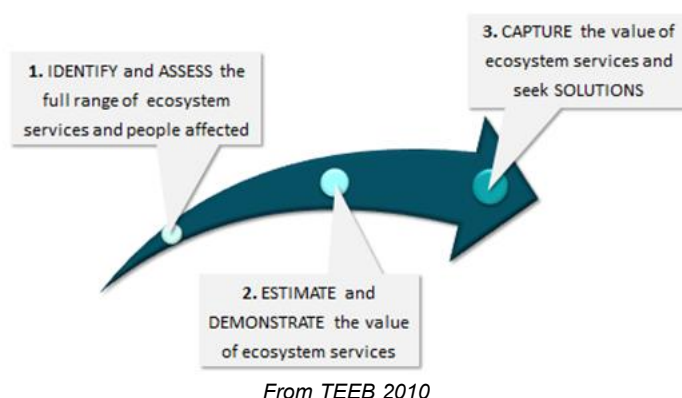 1. IDENTIFY and ASSESS the
full range of ecosystem
services and people affected
2. ESTIMATE and
DEMONSTRATE the value
of ecosystem services
3. CAPTURE the value of
ecosystem services and
seek SOLUTIONS
From TEEB 2010